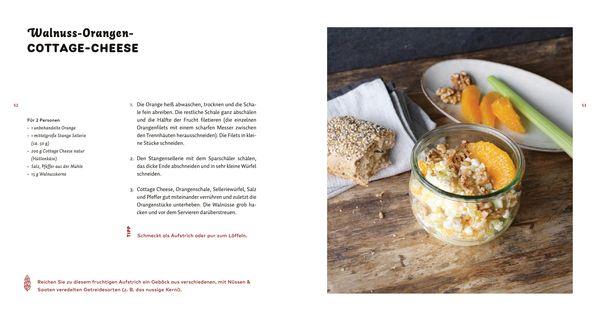 Walnuss-Orangen-
COTTAGE-CHEESE
52
Für 2 Personen
– 1 unbehandelte Orange
– 1 mittelgroße Stange Sellerie
(ca. 50 g)
– 200 g Cottage Cheese natur
(Hüttenkäse)
– Salz, Pfeffer aus der Mühle
– 15 g Walnusskerne
1. Die Orange heiß abwaschen, trocknen und die Scha-
le fein abreiben. Die restliche Schale ganz abschälen
und die Hälfte der Frucht filetieren (die einzelnen
Orangenfilets mit einem scharfen Messer zwischen
den Trennhäuten herausschneiden). Die Filets in klei-
ne Stücke schneiden.
2. Den Stangensellerie mit dem Sparschäler schälen,
das dicke Ende abschneiden und in sehr kleine Würfel
schneiden.
3. Cottage Cheese, Orangenschale, Selleriewürfel, Salz
und Pfeffer gut miteinander verrühren und zuletzt die
Orangenstücke unterheben. Die Walnüsse grob ha-
cken und vor dem Servieren darüberstreuen.
TIPP
Schmeckt als Aufstrich oder pur zum Löffeln.
Reichen Sie zu diesem fruchtigen Aufstrich ein Gebäck aus verschiedenen, mit Nüssen &
Saaten veredelten Getreidesorten (z. B. das nussige Kerni).
53